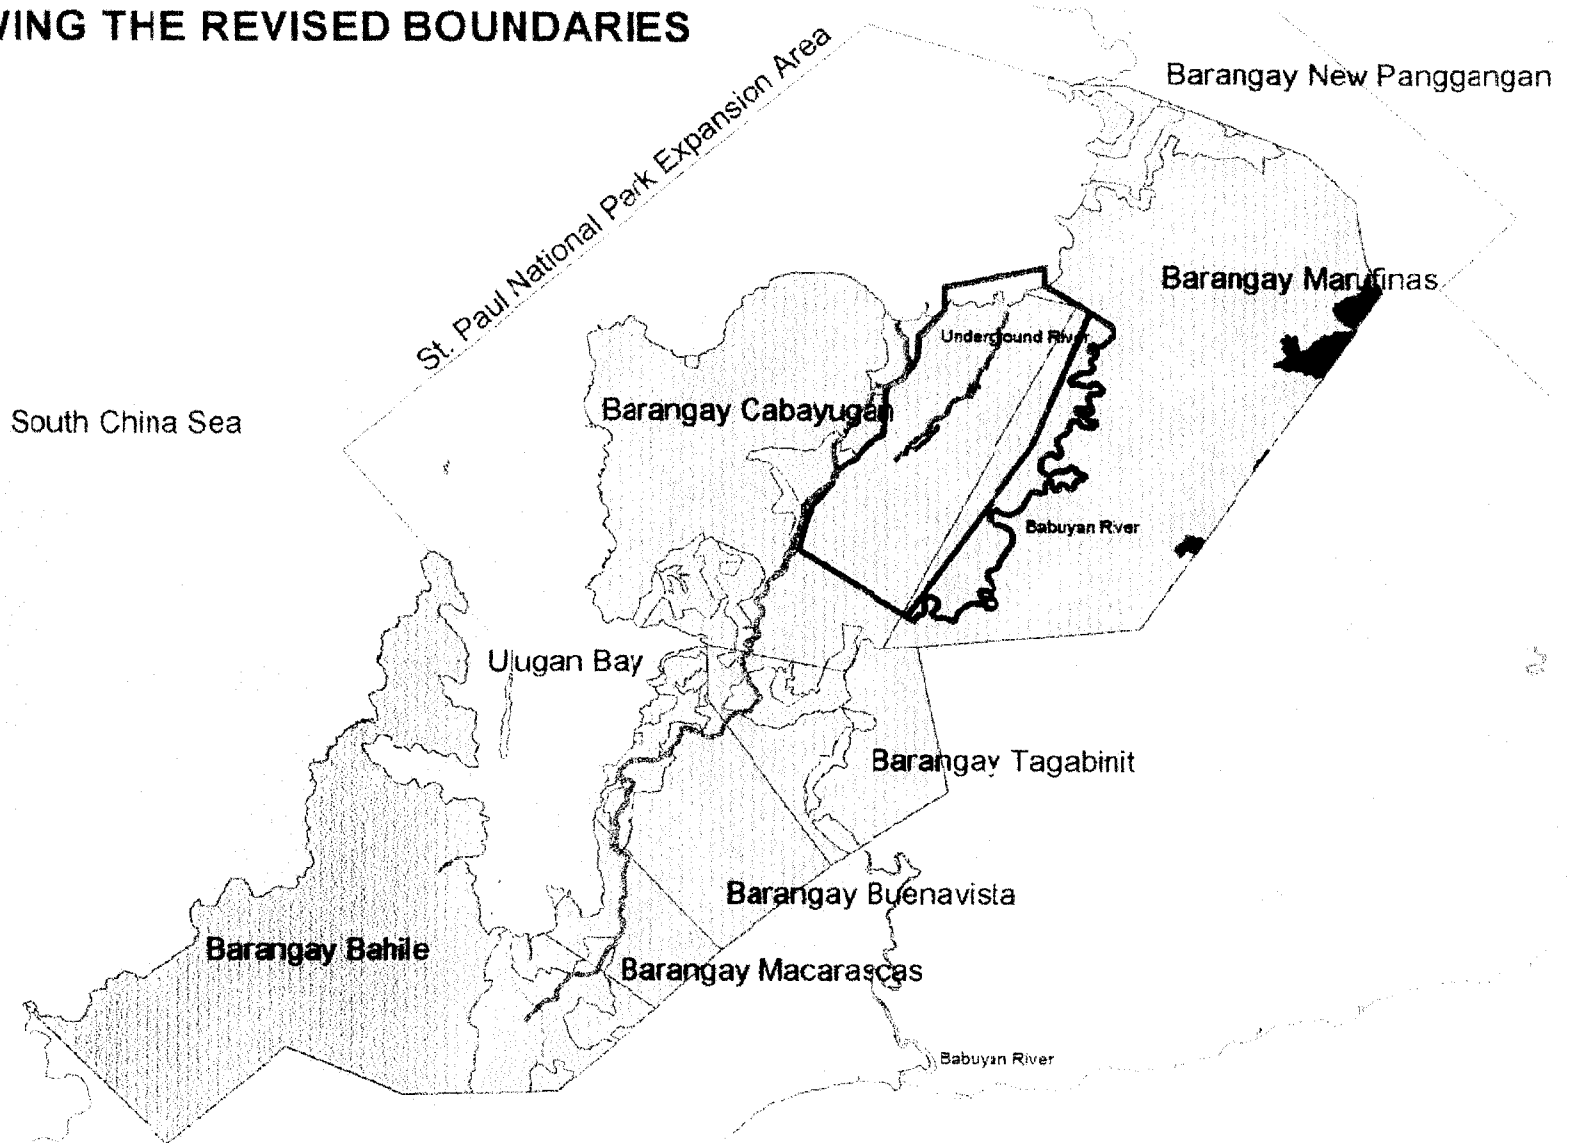 WING THE REVISED BOUNDARIES
Barangay New Panggangan
St. Paul National Park Expansion Area
Barangay Marufinas
Underground River
Barangay Cabayugan
South China Sea
Babuyan River
Ulugan Bay
Barangay Tagabinit
Barangay Buenavista
Barangay Bahile
Barangay Macarascas
Babuyan River